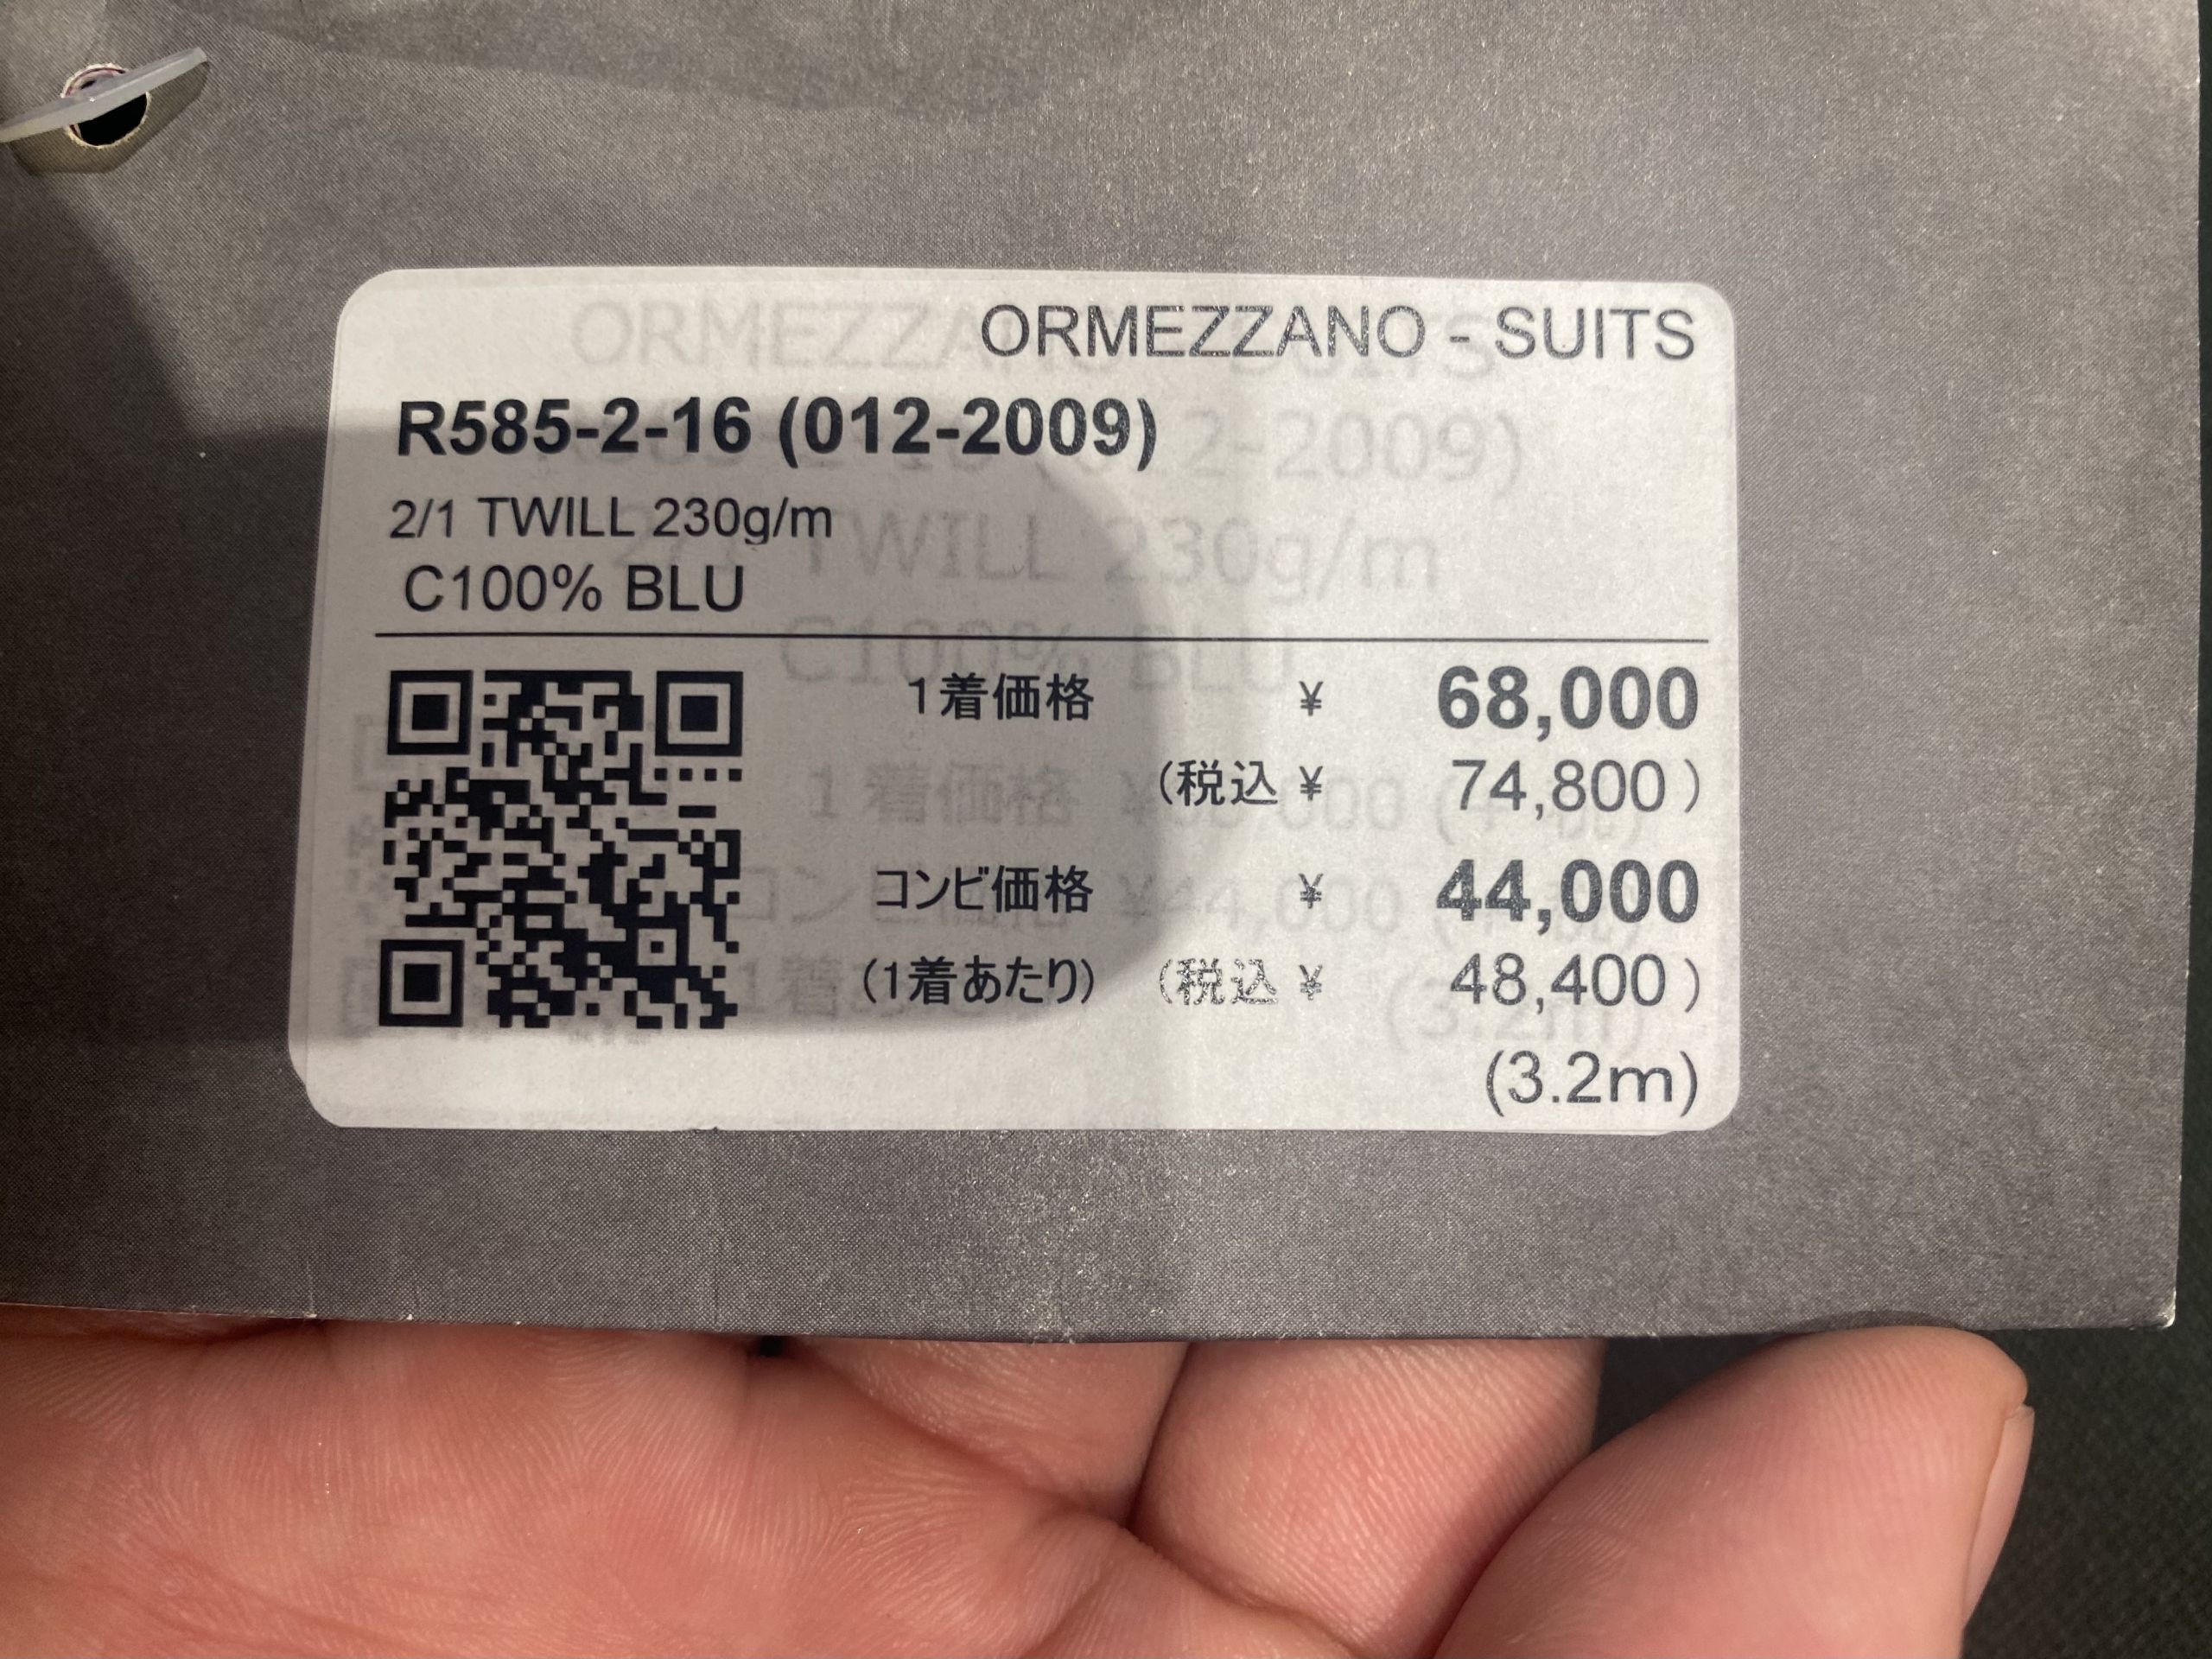 ORMEZZANO - SUITS
R585-2-16 (012-2009)
2/1 TWILL 230g/m
C100% BLU
1着価格 ¥ 68,000
(税込 ¥ 74,800)
コンビ価格 ¥ 44,000
(1着あたり) (税込 ¥ 48,400)
(3.2m)